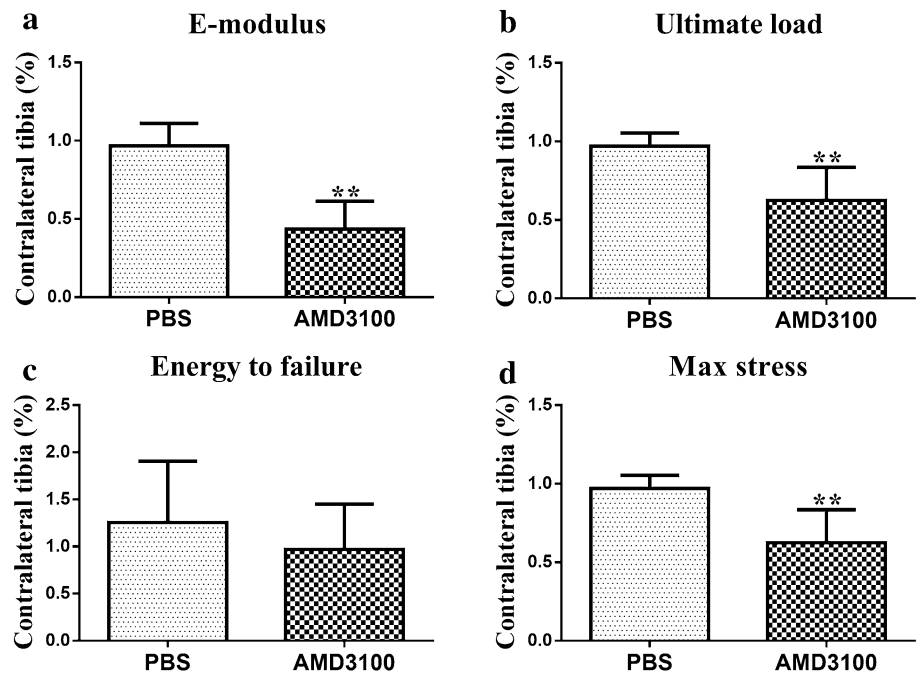 a
E-modulus
Contralateral tibia (%)
1.5
1.0
0.5
0.0
**
PBS
AMD3100
b
Ultimate load
Contralateral tibia (%)
1.5
1.0
0.5
0.0
**
PBS
AMD3100
c
Energy to failure
Contralateral tibia (%)
2.5
2.0
1.5
1.0
0.5
0.0
PBS
AMD3100
d
Max stress
Contralateral tibia (%)
1.5
1.0
0.5
0.0
**
PBS
AMD3100